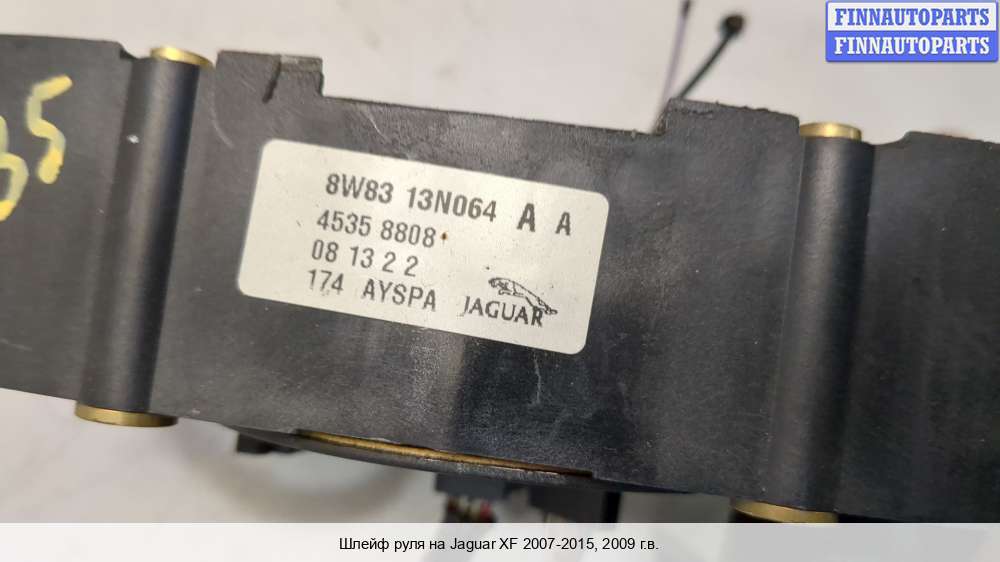 FINNAUTOPARTS
FINNAUTOPARTS
35
8W83 13N064 A A
4535 8808
08 13 2 2
174 AYSPA JAGUAR
Шлейф руля на Jaguar XF 2007-2015, 2009 г.в.